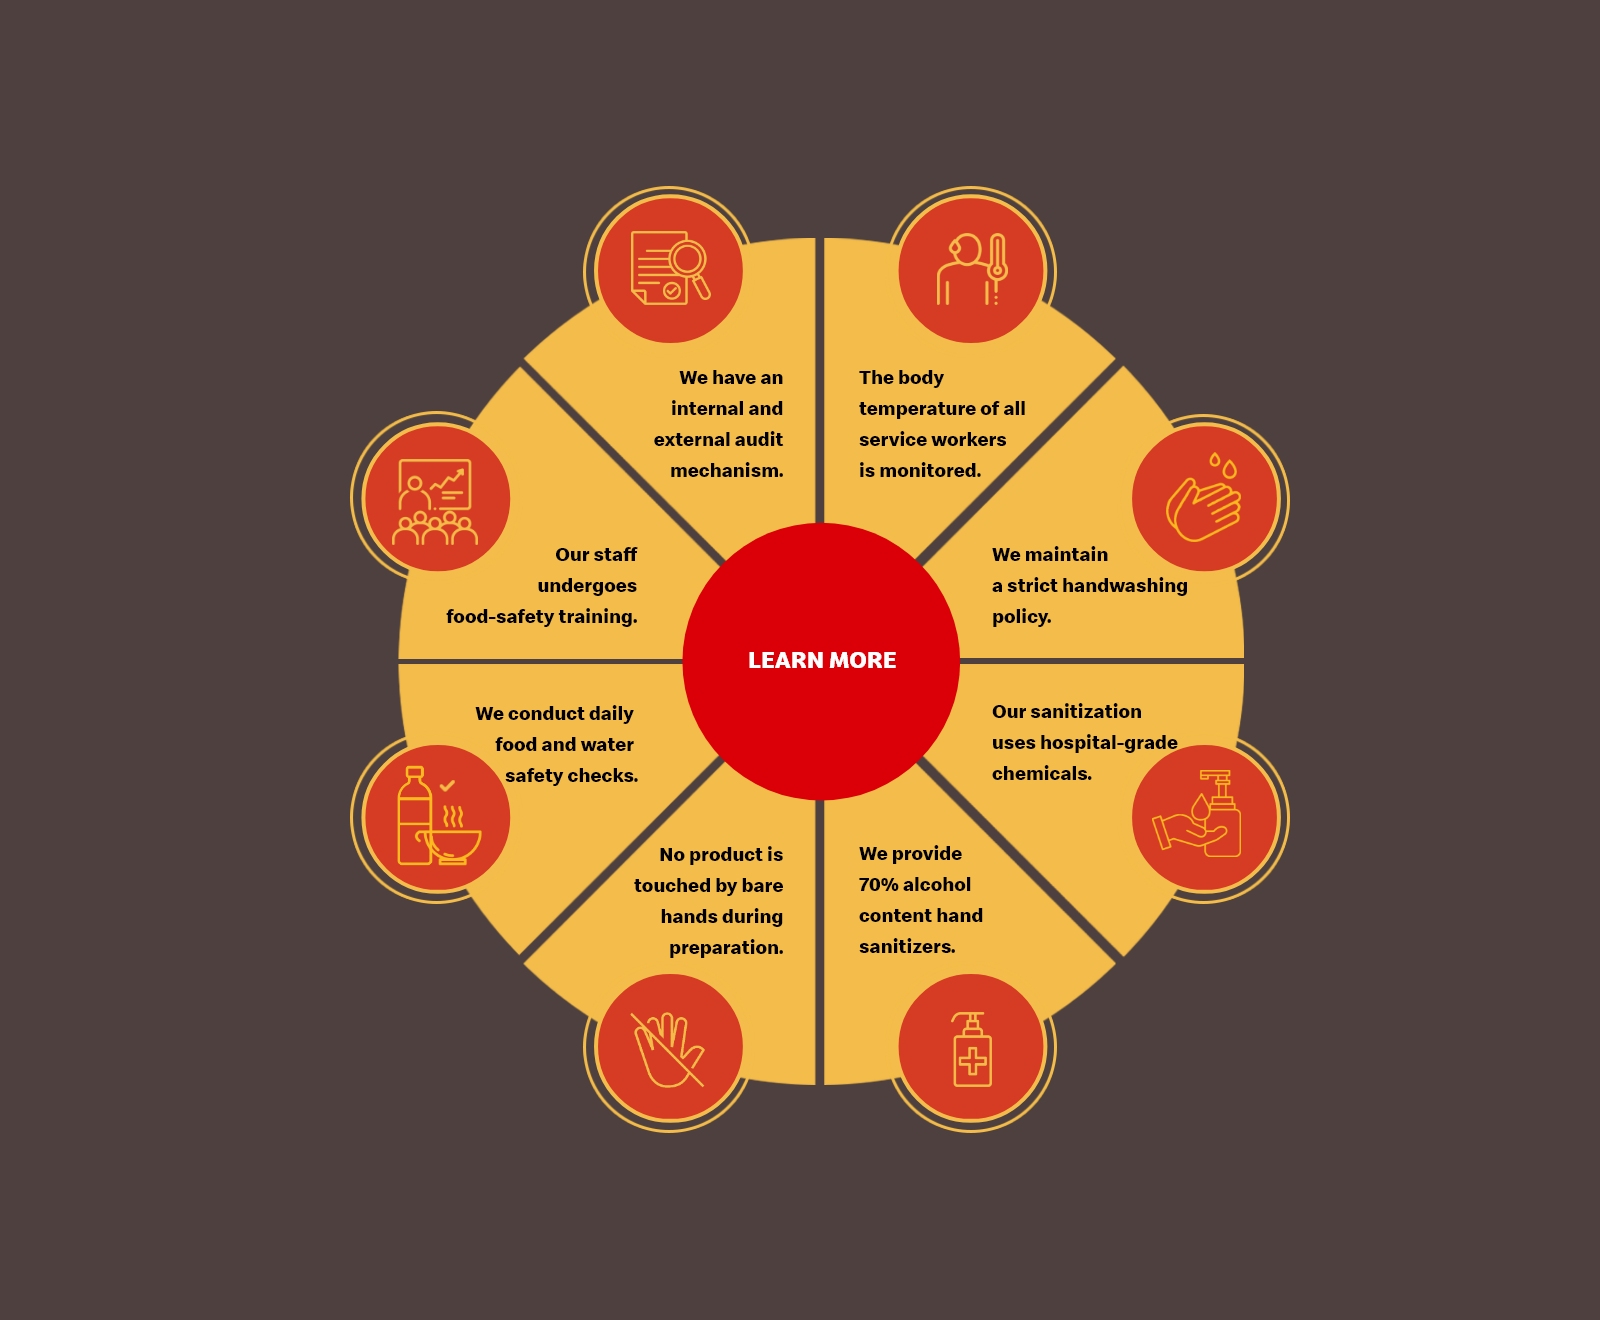 We have an
internal and
external audit
mechanism.
The body
temperature of all
service workers
is monitored.
Our staff
undergoes
food-safety training.
We maintain
a strict handwashing
policy.
LEARN MORE
We conduct daily
food and water
safety checks.
Our sanitization
uses hospital-grade
chemicals.
No product is
touched by bare
hands during
preparation.
We provide
70% alcohol
content hand
sanitizers.